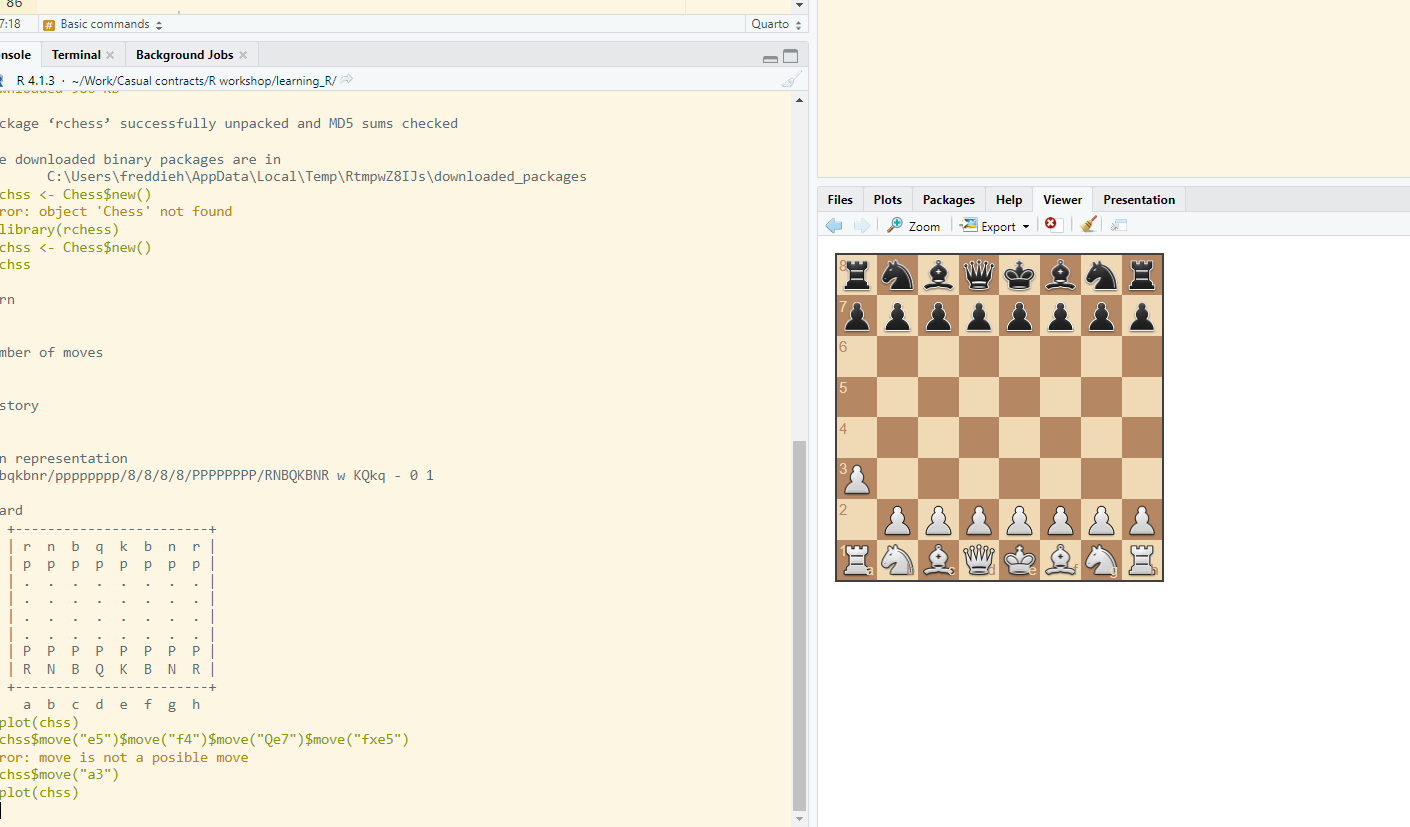 86
7:18 Basic commands Quarto
nsole Terminal Background Jobs
R 4.1.3 · ~/Work/Casual contracts/R workshop/learning_R/
ckage ‘rchess’ successfully unpacked and MD5 sums checked
e downloaded binary packages are in
C:\Users\freddieh\AppData\Local\Temp\RtmpwZ8IJs\downloaded_packages
chss <- Chess$new()
ror: object 'Chess' not found
library(rchess)
chss <- Chess$new()
chss
rn
mber of moves
story
n representation
bqkbnr/pppppppp/8/8/8/8/PPPPPPPP/RNBQKBNR w KQkq - 0 1
ard
+------------------------+
| r n b q k b n r |
| p p p p p p p p |
| . . . . . . . . |
| . . . . . . . . |
| . . . . . . . . |
| . . . . . . . . |
| P P P P P P P P |
| R N B Q K B N R |
+------------------------+
a b c d e f g h
plot(chss)
chss$move("e5")$move("f4")$move("Qe7")$move("fxe5")
ror: move is not a posible move
chss$move("a3")
plot(chss)
Files Plots Packages Help Viewer Presentation
Zoom Export
8
7
6
5
4
3
2
1 a c d e f g h